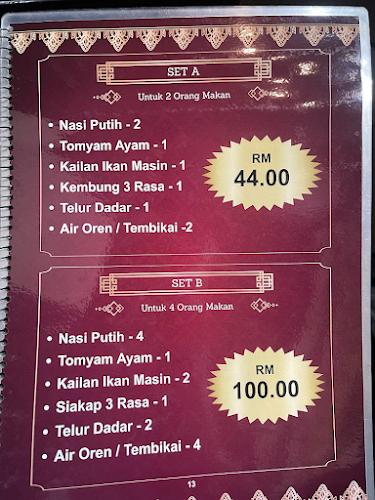 SET A
Untuk 2 Orang Makan
• Nasi Putih - 2
• Tomyam Ayam - 1
• Kailan Ikan Masin - 1
• Kembung 3 Rasa - 1
• Telur Dadar - 1
• Air Oren / Tembikai -2
RM
44.00
SET B
Untuk 4 Orang Makan
• Nasi Putih - 4
• Tomyam Ayam - 1
• Kailan Ikan Masin - 2
• Siakap 3 Rasa - 1
• Telur Dadar - 2
• Air Oren / Tembikai - 4
RM
100.00
13